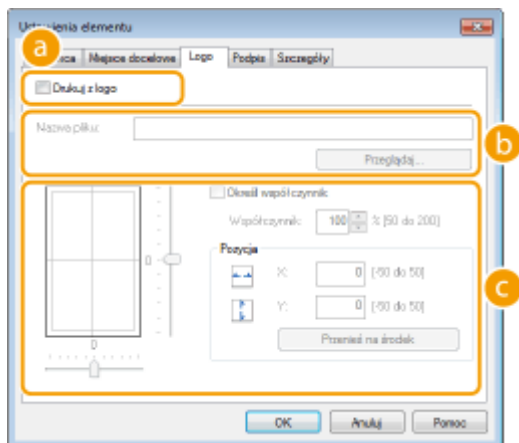 Ustawienia elementu
a
Miejsce docelowe Logo Podpis Szczegóły
Drukuj z logo
Nazwa pliku:
b
Przeglądaj...
Określ współczynnik
Współczynnik: 100 % [50 do 200]
Pozycja
0
X: 0 [-50 do 50]
c
Y: 0 [-50 do 50]
Przenieś na środek
0
OK Anuluj Pomoc